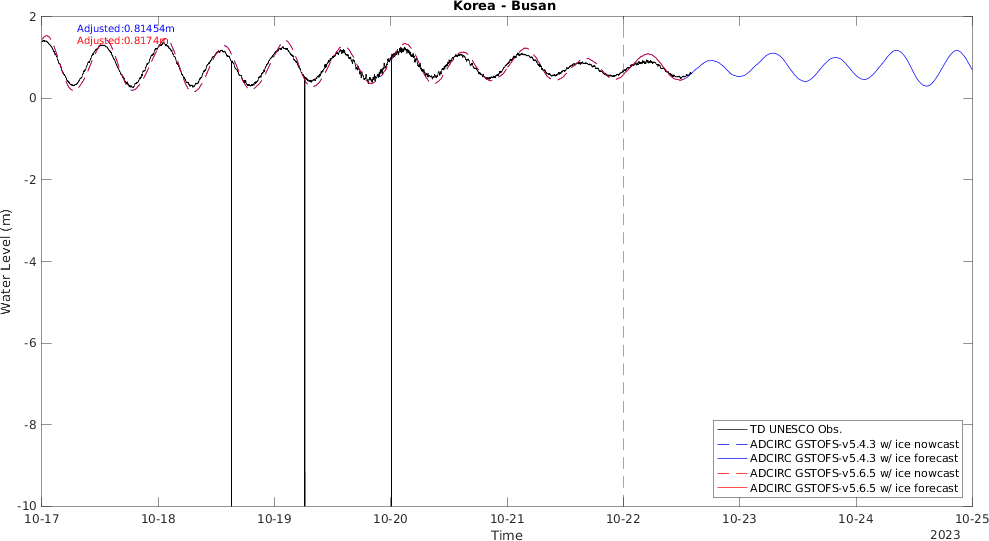 Korea - Busan
Adjusted:0.81454m
Adjusted:0.8174m
2
0
-2
-4
-6
-8
-10
Water Level (m)
TD UNESCO Obs.
ADCIRC GSTOFS-v5.4.3 w/ ice nowcast
ADCIRC GSTOFS-v5.4.3 w/ ice forecast
ADCIRC GSTOFS-v5.6.5 w/ ice nowcast
ADCIRC GSTOFS-v5.6.5 w/ ice forecast
10-17 10-18 10-19 10-20 10-21 10-22 10-23 10-24 10-25
Time
2023